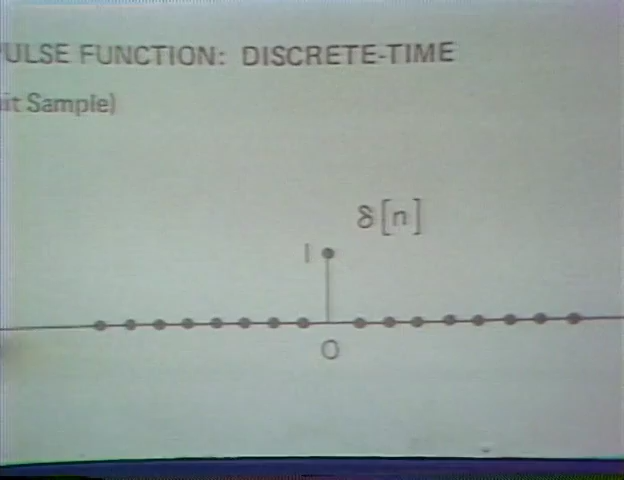 ULSE FUNCTION: DISCRETE-TIME
it Sample)
δ[n]
1
0